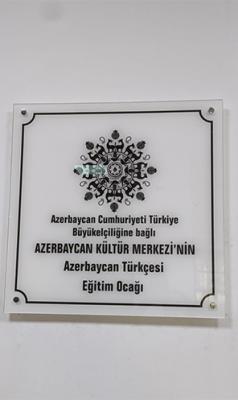 Azerbaycan Cumhuriyeti Türkiye
Büyükelçiliğine bağlı
AZERBAYCAN KÜLTÜR MERKEZİ'NİN
Azerbaycan Türkçesi
Eğitim Ocağı